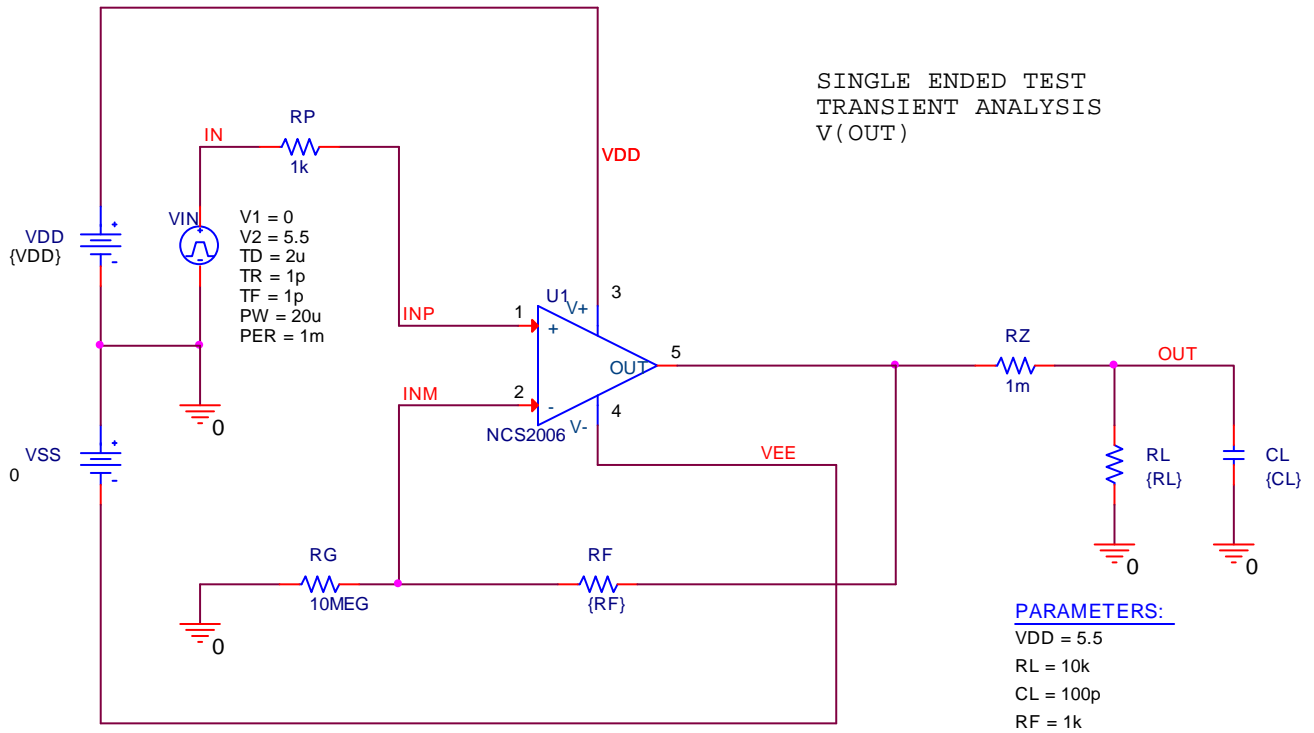 SINGLE ENDED TEST
TRANSIENT ANALYSIS
V(OUT)
RP
IN
1k
VDD
VIN
V1 = 0
V2 = 5.5
TD = 2u
TR = 1p
TF = 1p
PW = 20u
PER = 1m
VDD
{VDD}
+
-
+
-
0
INP
1
U1
V+
3
+
OUT
5
INM
2
-
V-
4
NCS2006
VEE
RZ
1m
OUT
RL
{RL}
CL
{CL}
0
0
VSS
0
+
-
RG
10MEG
RF
{RF}
0
PARAMETERS:
VDD = 5.5
RL = 10k
CL = 100p
RF = 1k